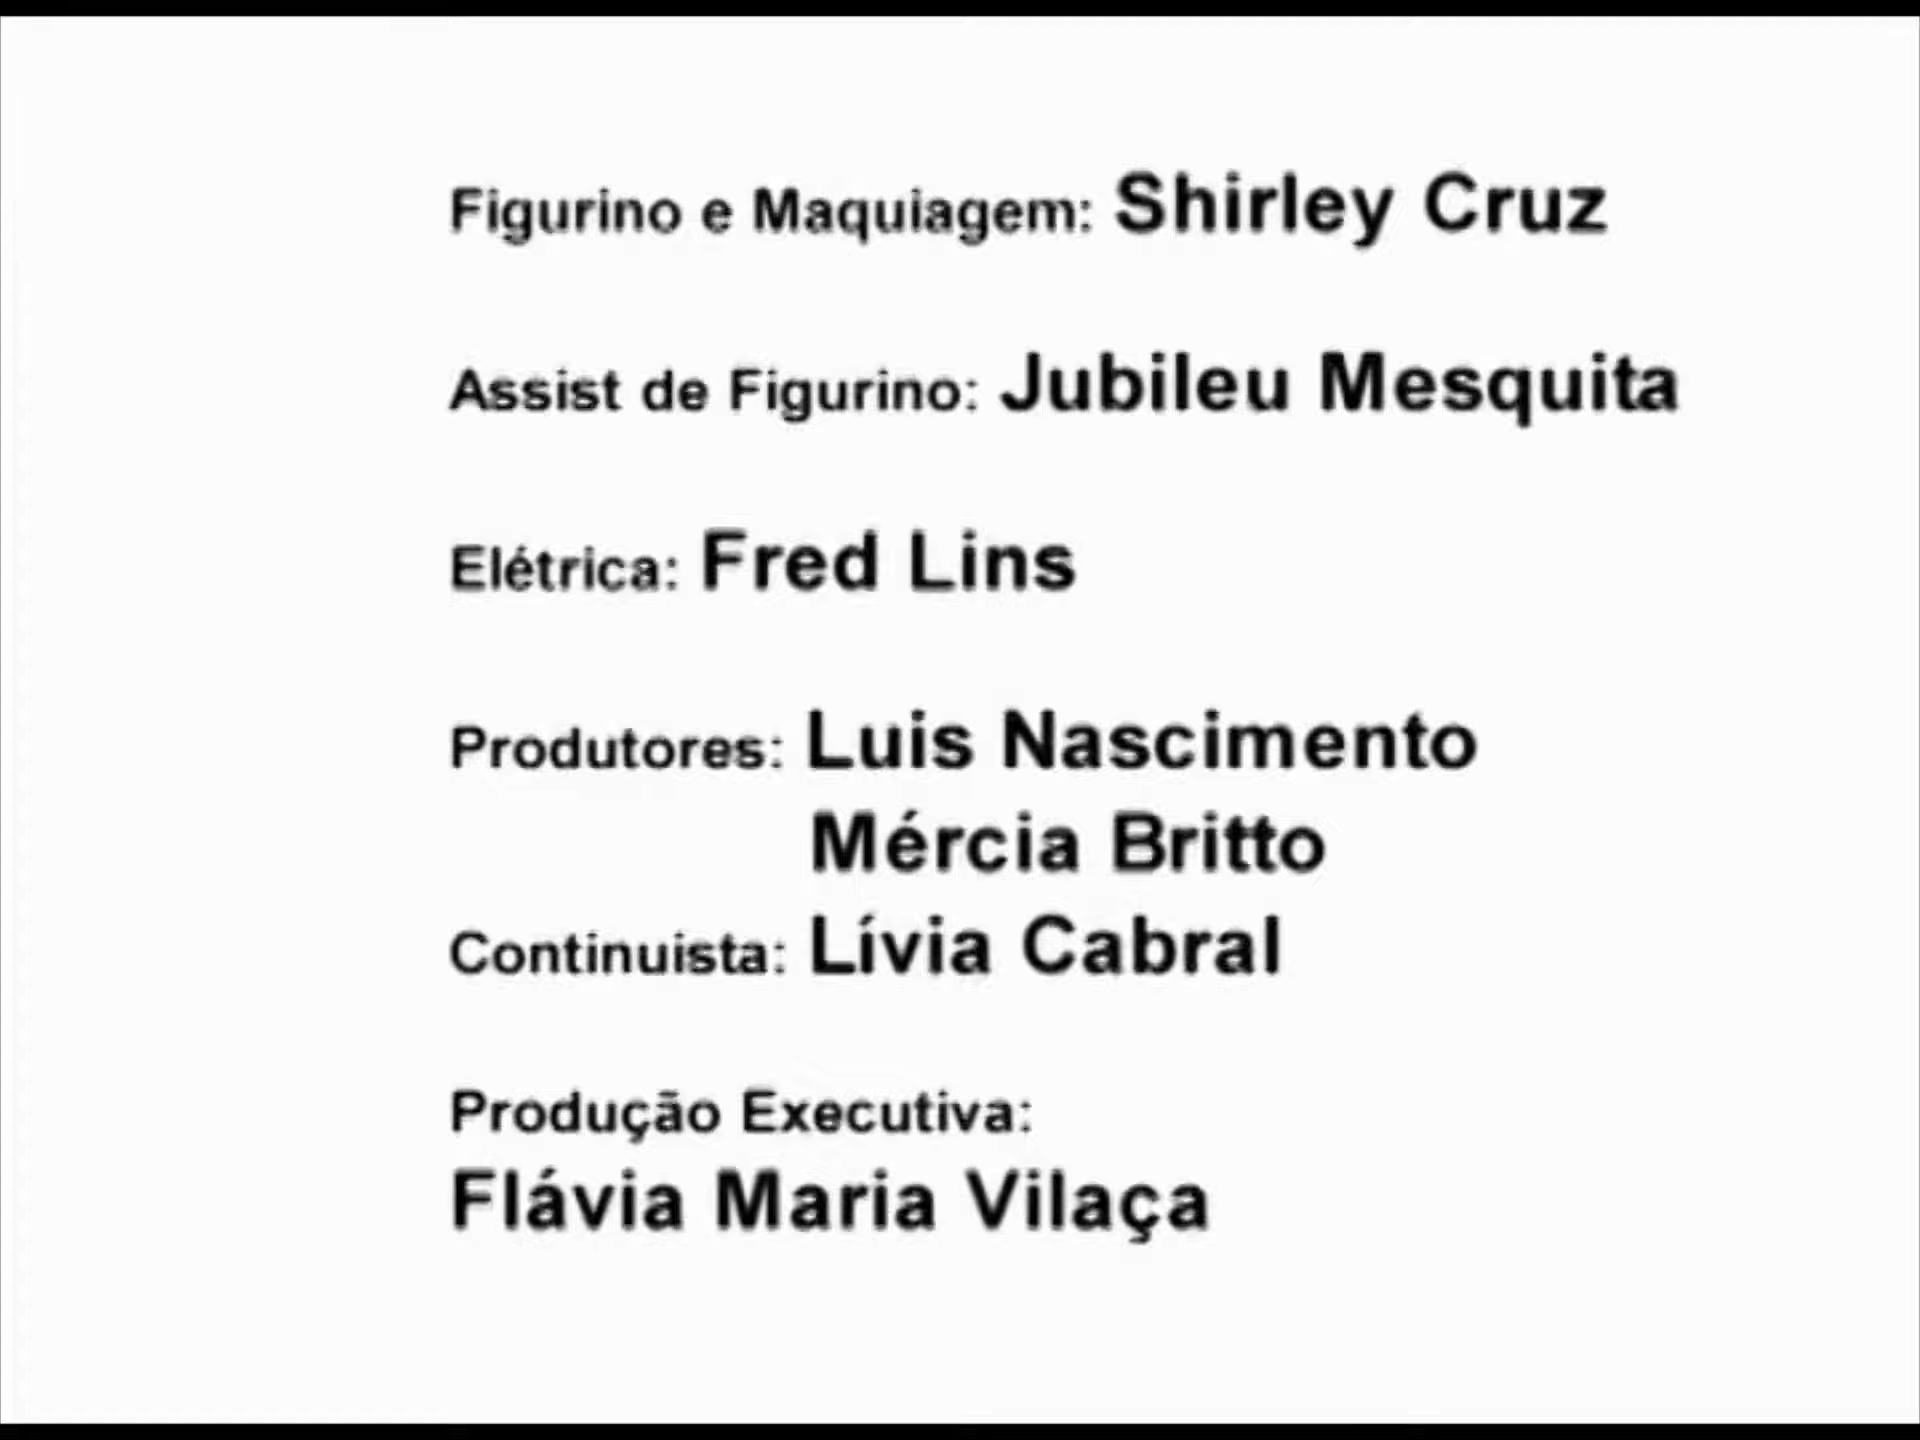 Figurino e Maquiagem: Shirley Cruz
Assist de Figurino: Jubileu Mesquita
Elétrica: Fred Lins
Produtores: Luis Nascimento
Mércia Britto
Continuista: Lívia Cabral
Produção Executiva:
Flávia Maria Vilaça